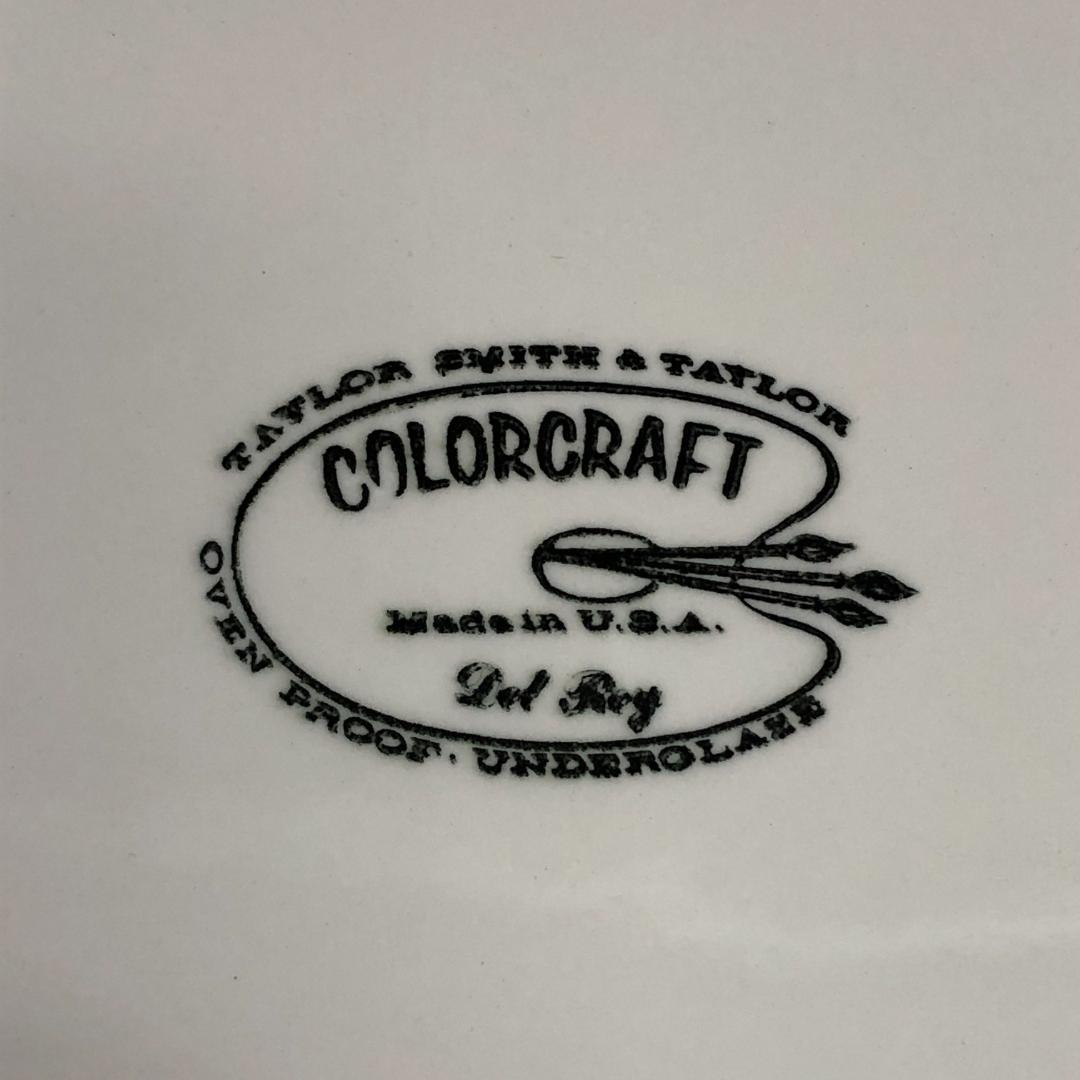 TAYLOR SMITH & TAYLOR
COLORCRAFT
Made in U.S.A.
Del Rey
OVEN PROOF · UNDERGLAZE